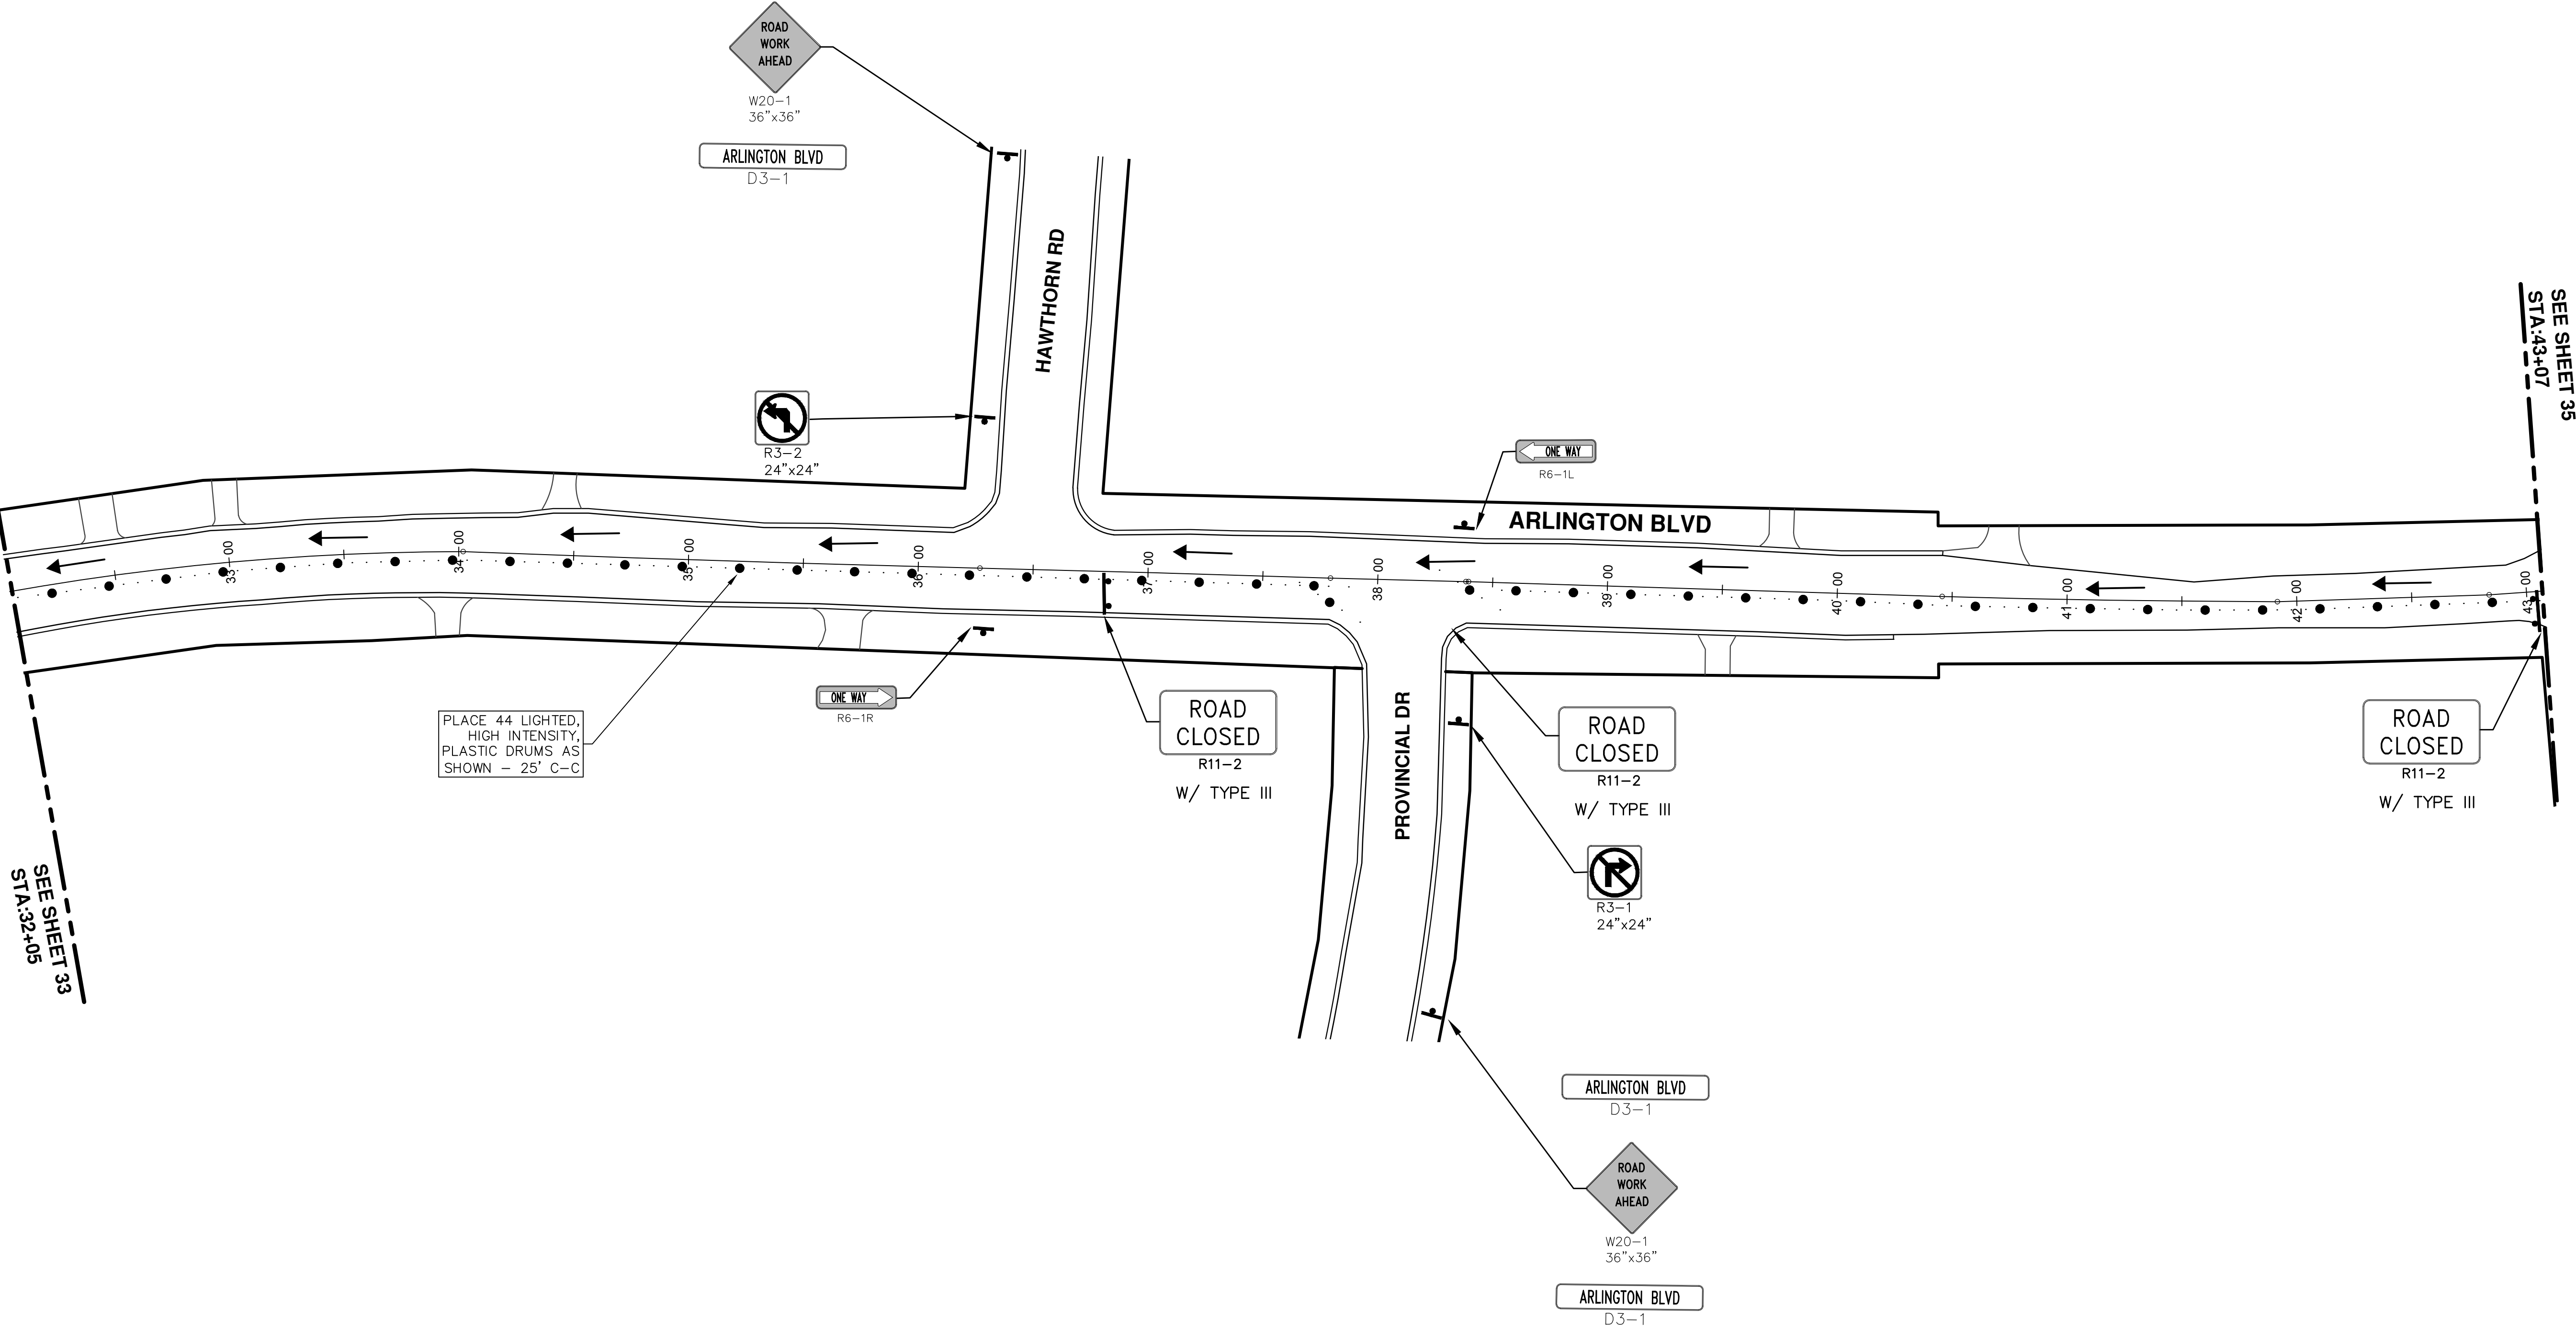 ROAD
WORK
AHEAD
W20-1
36"x36"
ARLINGTON BLVD
D3-1
HAWTHORN RD
R3-2
24"x24"
ONE WAY
R6-1L
ARLINGTON BLVD
SEE SHEET 35
STA:43+07
33 00
34 00
35 00
36 00
37 00
38 00
39 00
40 00
41 00
42 00
43 00
ONE WAY
R6-1R
PLACE 44 LIGHTED,
HIGH INTENSITY,
PLASTIC DRUMS AS
SHOWN - 25' C-C
ROAD
CLOSED
R11-2
W/ TYPE III
PROVINCIAL DR
ROAD
CLOSED
R11-2
W/ TYPE III
ROAD
CLOSED
R11-2
W/ TYPE III
R3-1
24"x24"
SEE SHEET 33
STA:32+05
ARLINGTON BLVD
D3-1
ROAD
WORK
AHEAD
W20-1
36"x36"
ARLINGTON BLVD
D3-1